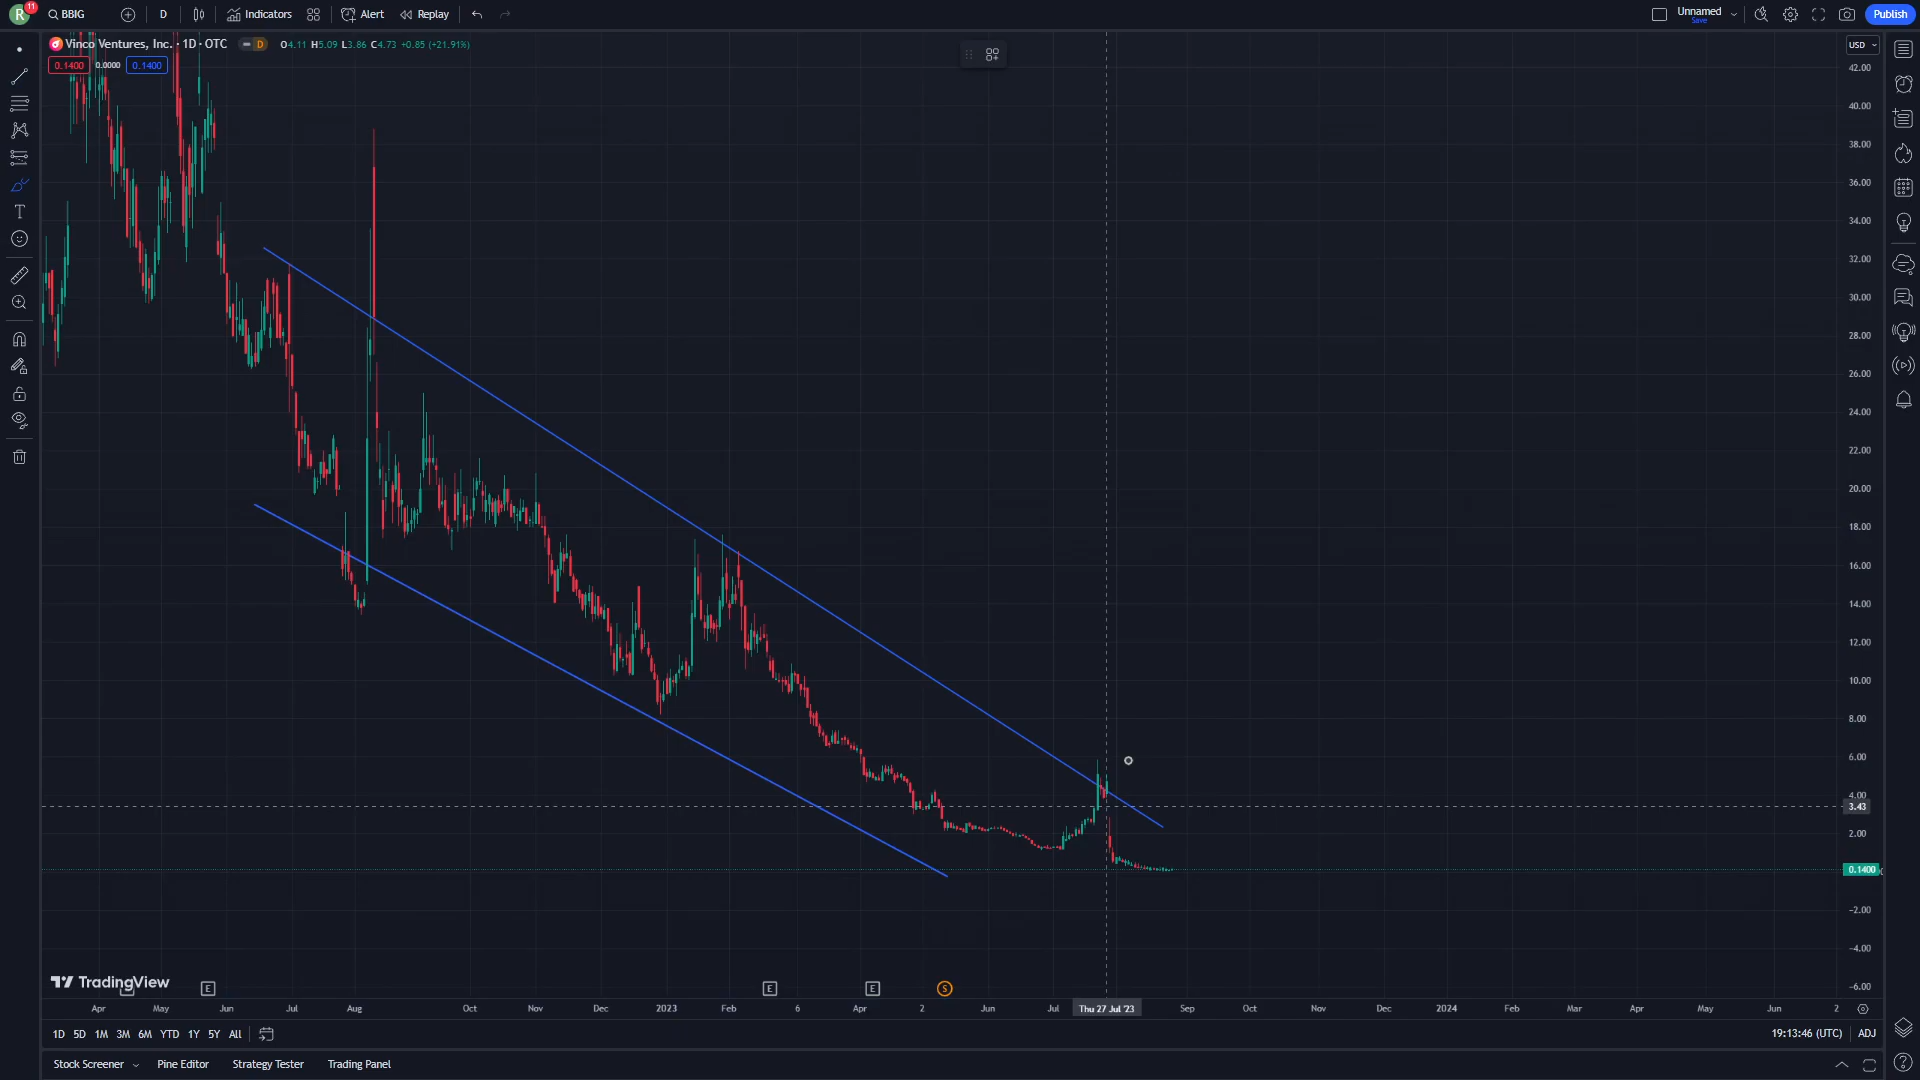 R 11 BBIG D Indicators Alert Replay Unnamed Save Publish
Vinco Ventures, Inc. · 1D · OTC D O4.11 H5.09 L3.86 C4.73 +0.85 (+21.91%)
0.1400 0.0000 0.1400
USD
42.00
40.00
38.00
36.00
34.00
32.00
30.00
28.00
26.00
24.00
22.00
20.00
18.00
16.00
14.00
12.00
10.00
8.00
6.00
4.00
3.43
2.00
0.1400
-2.00
-4.00
-6.00
TradingView
E E E S
Apr May Jun Jul Aug Oct Nov Dec 2023 Feb 6 Apr 2 Jun Jul Thu 27 Jul '23 Sep Oct Nov Dec 2024 Feb Mar Apr May Jun 2
1D 5D 1M 3M 6M YTD 1Y 5Y All 19:13:46 (UTC) ADJ
Stock Screener Pine Editor Strategy Tester Trading Panel